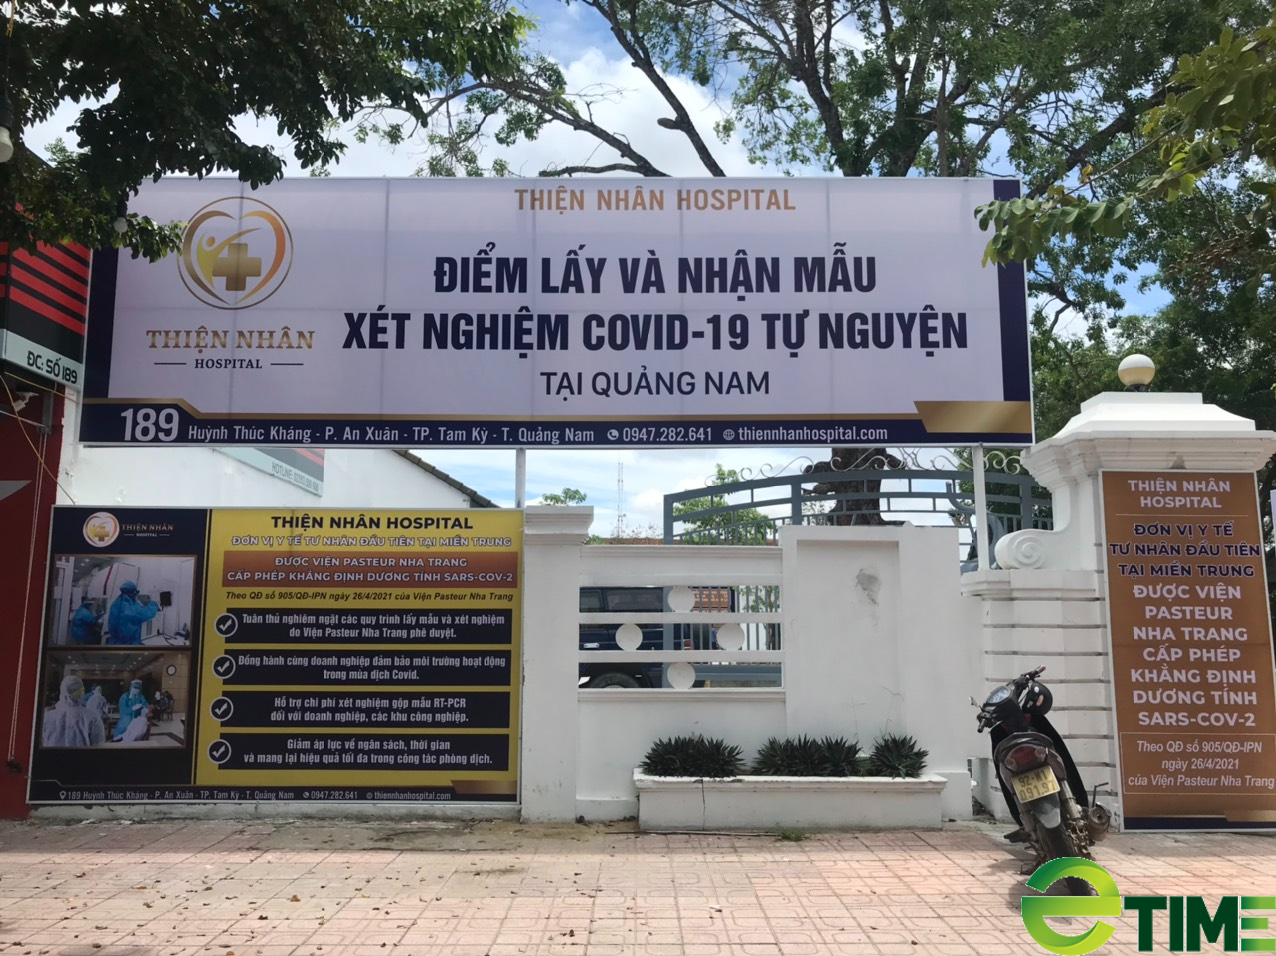 THIỆN NHÂN HOSPITAL
ĐIỂM LẤY VÀ NHẬN MẪU
XÉT NGHIỆM COVID-19 TỰ NGUYỆN
TẠI QUẢNG NAM
THIỆN NHÂN
HOSPITAL
189 Huỳnh Thúc Kháng - P. An Xuân - TP. Tam Kỳ - T. Quảng Nam 0947.282.641 thiennhanhospital.com
ĐC: SỐ 189
THIỆN NHÂN
HOSPITAL
THIỆN NHÂN HOSPITAL
ĐƠN VỊ Y TẾ TƯ NHÂN ĐẦU TIÊN TẠI MIỀN TRUNG
ĐƯỢC VIỆN PASTEUR NHA TRANG
CẤP PHÉP KHẲNG ĐỊNH DƯƠNG TÍNH SARS-COV-2
Theo QĐ số 905/QĐ-IPN ngày 26/4/2021 của Viện Pasteur Nha Trang
Tuân thủ nghiêm ngặt các quy trình lấy mẫu và xét nghiệm
do Viện Pasteur Nha Trang phê duyệt.
Đồng hành cùng doanh nghiệp đảm bảo môi trường hoạt động
trong mùa dịch Covid.
Hỗ trợ chi phí xét nghiệm gộp mẫu RT-PCR
đối với doanh nghiệp, các khu công nghiệp.
Giảm áp lực về ngân sách, thời gian
và mang lại hiệu quả tối đa trong công tác phòng dịch.
189 Huỳnh Thúc Kháng - P. An Xuân - TP. Tam Kỳ - T. Quảng Nam 0947.282.641 thiennhanhospital.com
THIỆN NHÂN
HOSPITAL
ĐƠN VỊ Y TẾ
TƯ NHÂN ĐẦU TIÊN
TẠI MIỀN TRUNG
ĐƯỢC VIỆN
PASTEUR
NHA TRANG
CẤP PHÉP
KHẲNG ĐỊNH
DƯƠNG TÍNH
SARS-COV-2
Theo QĐ số 905/QĐ-IPN
ngày 26/4/2021
của Viện Pasteur Nha Trang
092.97
eTIME